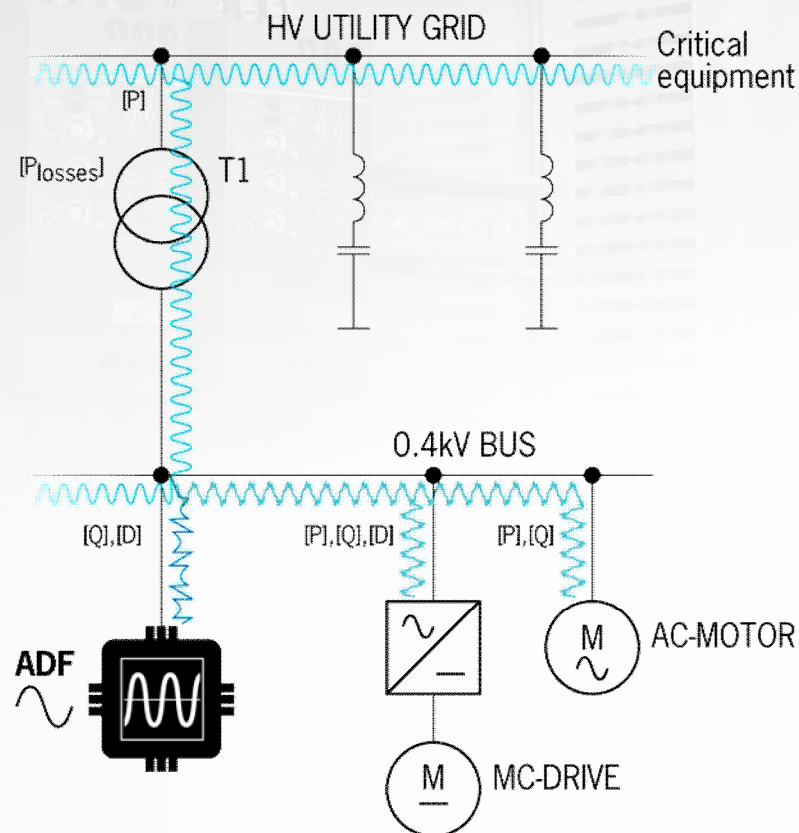 HV UTILITY GRID
Critical
equipment
[P]
[Plosses]
T1
0.4kV BUS
[Q],[D]
[P],[Q],[D]
[P],[Q]
ADF
M
AC-MOTOR
M
MC-DRIVE